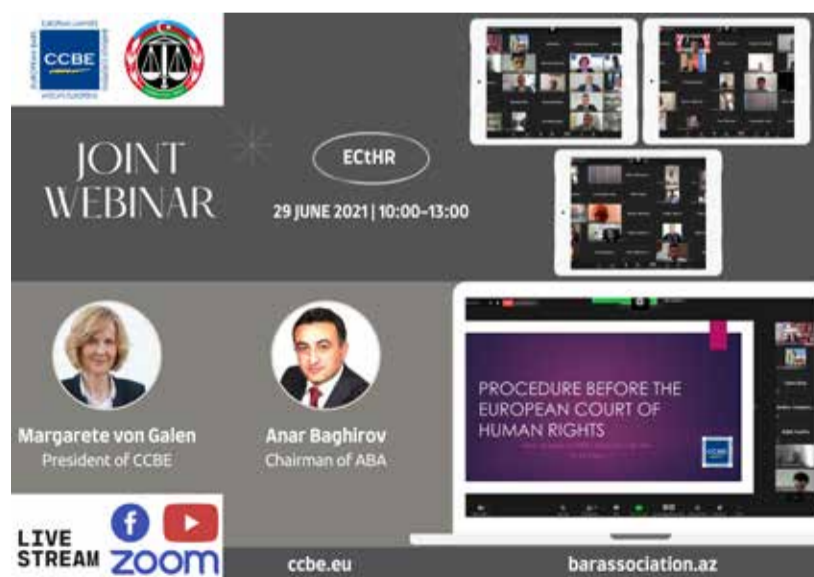 CCBE
JOINT
WEBINAR
ECtHR
29 JUNE 2021 | 10:00-13:00
Margarete von Galen
President of CCBE
Anar Baghirov
Chairman of ABA
PROCEDURE BEFORE THE
EUROPEAN COURT OF
HUMAN RIGHTS
LIVE
STREAM
zoom
ccbe.eu
barassociation.az